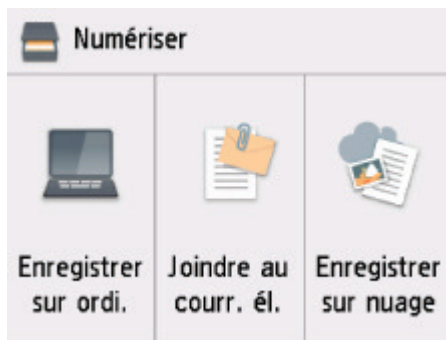 Numériser
Enregistrer
sur ordi.
Joindre au
courr. él.
Enregistrer
sur nuage